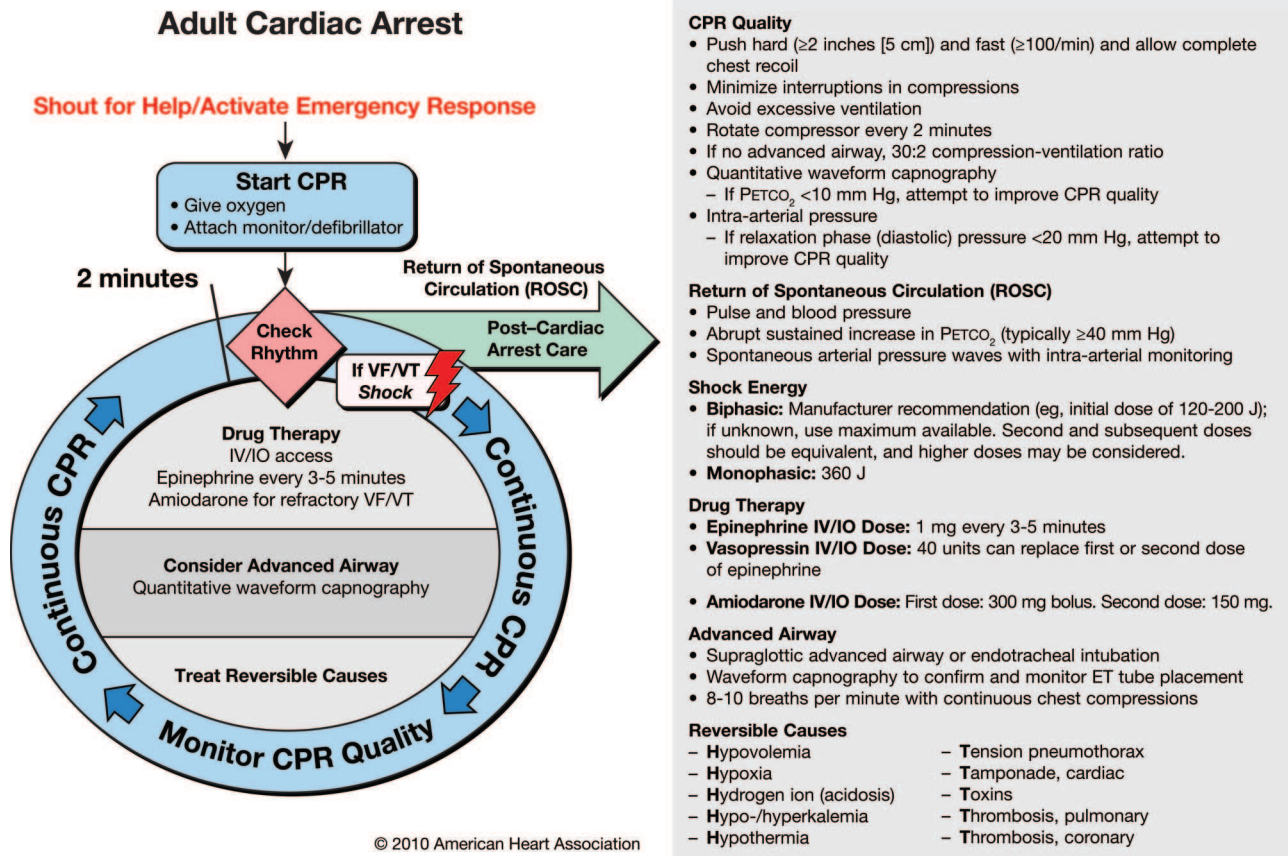 Adult Cardiac Arrest
Shout for Help/Activate Emergency Response
Start CPR
• Give oxygen
• Attach monitor/defibrillator
2 minutes
Return of Spontaneous
Circulation (ROSC)
Check
Rhythm
Post–Cardiac
Arrest Care
If VF/VT
Shock
Drug Therapy
IV/IO access
Epinephrine every 3-5 minutes
Amiodarone for refractory VF/VT
Consider Advanced Airway
Quantitative waveform capnography
Treat Reversible Causes
Continuous CPR
Continuous CPR
Monitor CPR Quality
© 2010 American Heart Association
CPR Quality
• Push hard (≥2 inches [5 cm]) and fast (≥100/min) and allow complete
chest recoil
• Minimize interruptions in compressions
• Avoid excessive ventilation
• Rotate compressor every 2 minutes
• If no advanced airway, 30:2 compression-ventilation ratio
• Quantitative waveform capnography
– If PETCO₂ <10 mm Hg, attempt to improve CPR quality
• Intra-arterial pressure
– If relaxation phase (diastolic) pressure <20 mm Hg, attempt to
improve CPR quality
Return of Spontaneous Circulation (ROSC)
• Pulse and blood pressure
• Abrupt sustained increase in PETCO₂ (typically ≥40 mm Hg)
• Spontaneous arterial pressure waves with intra-arterial monitoring
Shock Energy
• Biphasic: Manufacturer recommendation (eg, initial dose of 120-200 J);
if unknown, use maximum available. Second and subsequent doses
should be equivalent, and higher doses may be considered.
• Monophasic: 360 J
Drug Therapy
• Epinephrine IV/IO Dose: 1 mg every 3-5 minutes
• Vasopressin IV/IO Dose: 40 units can replace first or second dose
of epinephrine
• Amiodarone IV/IO Dose: First dose: 300 mg bolus. Second dose: 150 mg.
Advanced Airway
• Supraglottic advanced airway or endotracheal intubation
• Waveform capnography to confirm and monitor ET tube placement
• 8-10 breaths per minute with continuous chest compressions
Reversible Causes
– Hypovolemia
– Hypoxia
– Hydrogen ion (acidosis)
– Hypo-/hyperkalemia
– Hypothermia
– Tension pneumothorax
– Tamponade, cardiac
– Toxins
– Thrombosis, pulmonary
– Thrombosis, coronary